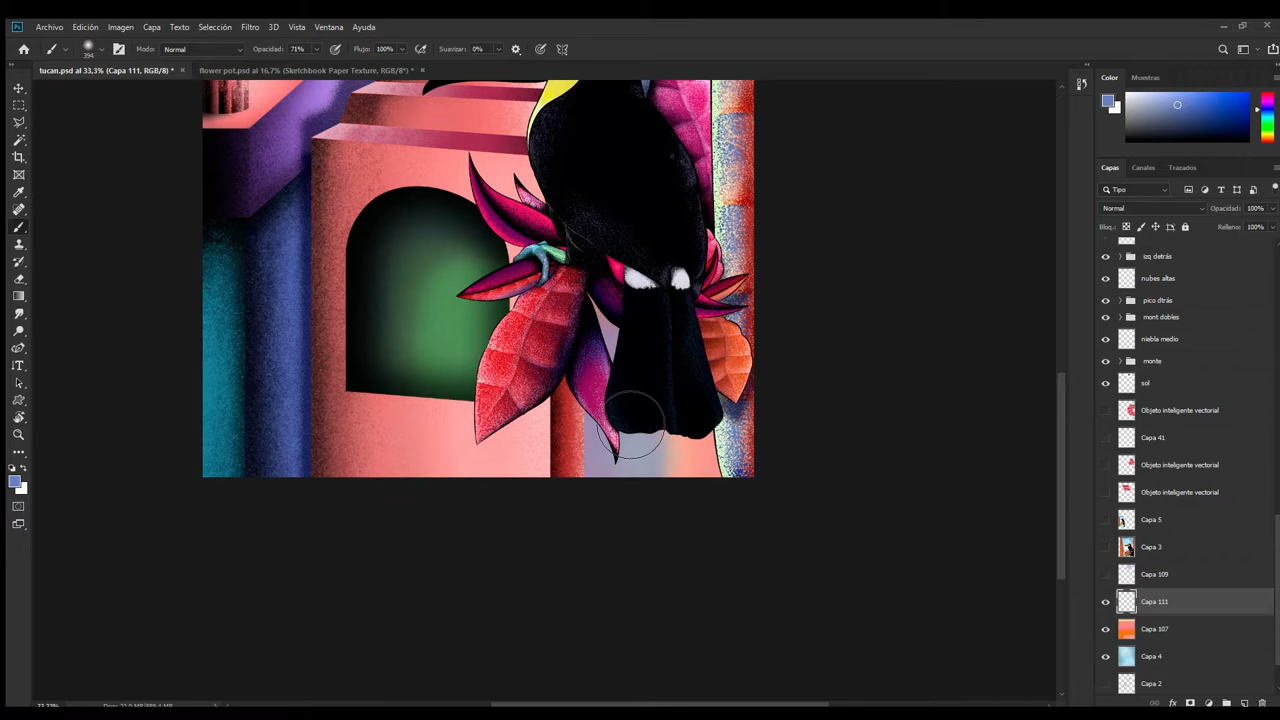 Ps Archivo Edición Imagen Capa Texto Selección Filtro 3D Vista Ventana Ayuda
394 Modo: Normal Opacidad: 71% Flujo: 100% Suavizar: 0%
tucan.psd al 33,3% (Capa 111, RGB/8) * × flower pot.psd al 16,7% (Sketchbook Paper Texture, RGB/8*) * ×
Color Muestras
Capas Canales Trazados
Tipo
Normal Opacidad: 100%
Bloq.: Relleno: 100%
izq detrás
nubes altas
pico dtrás
mont dobles
niebla medio
monte
sol
Objeto inteligente vectorial
Capa 41
Objeto inteligente vectorial
Objeto inteligente vectorial
Capa 5
Capa 3
Capa 109
Capa 111
Capa 107
Capa 4
Capa 2